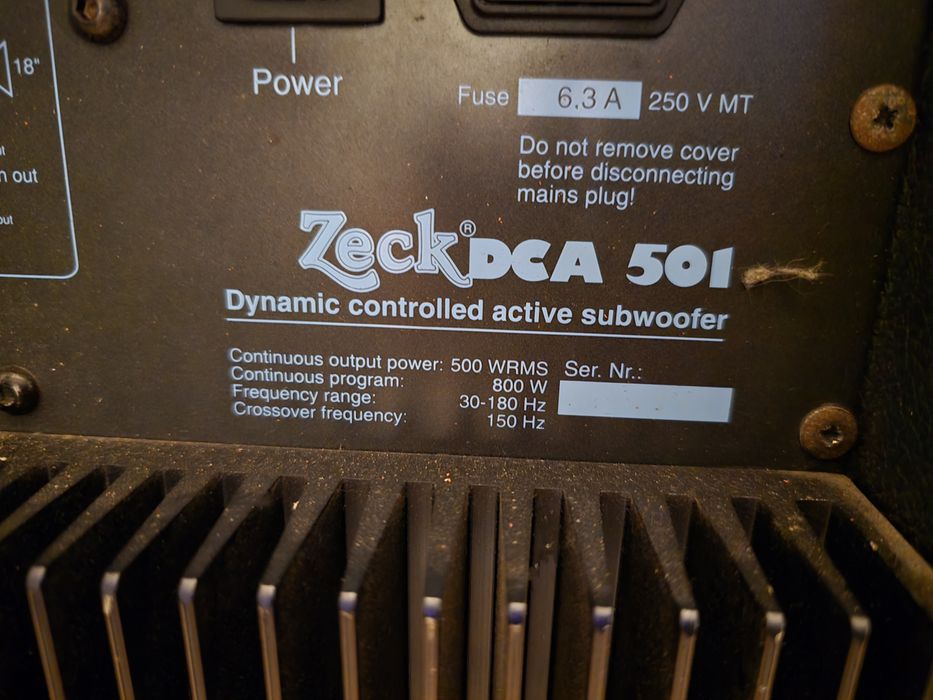 18"
Power
Fuse 6,3 A 250 V MT
out
Do not remove cover
before disconnecting
mains plug!
Zeck® DCA 501
Dynamic controlled active subwoofer
Continuous output power: 500 WRMS Ser. Nr.:
Continuous program: 800 W
Frequency range: 30-180 Hz
Crossover frequency: 150 Hz